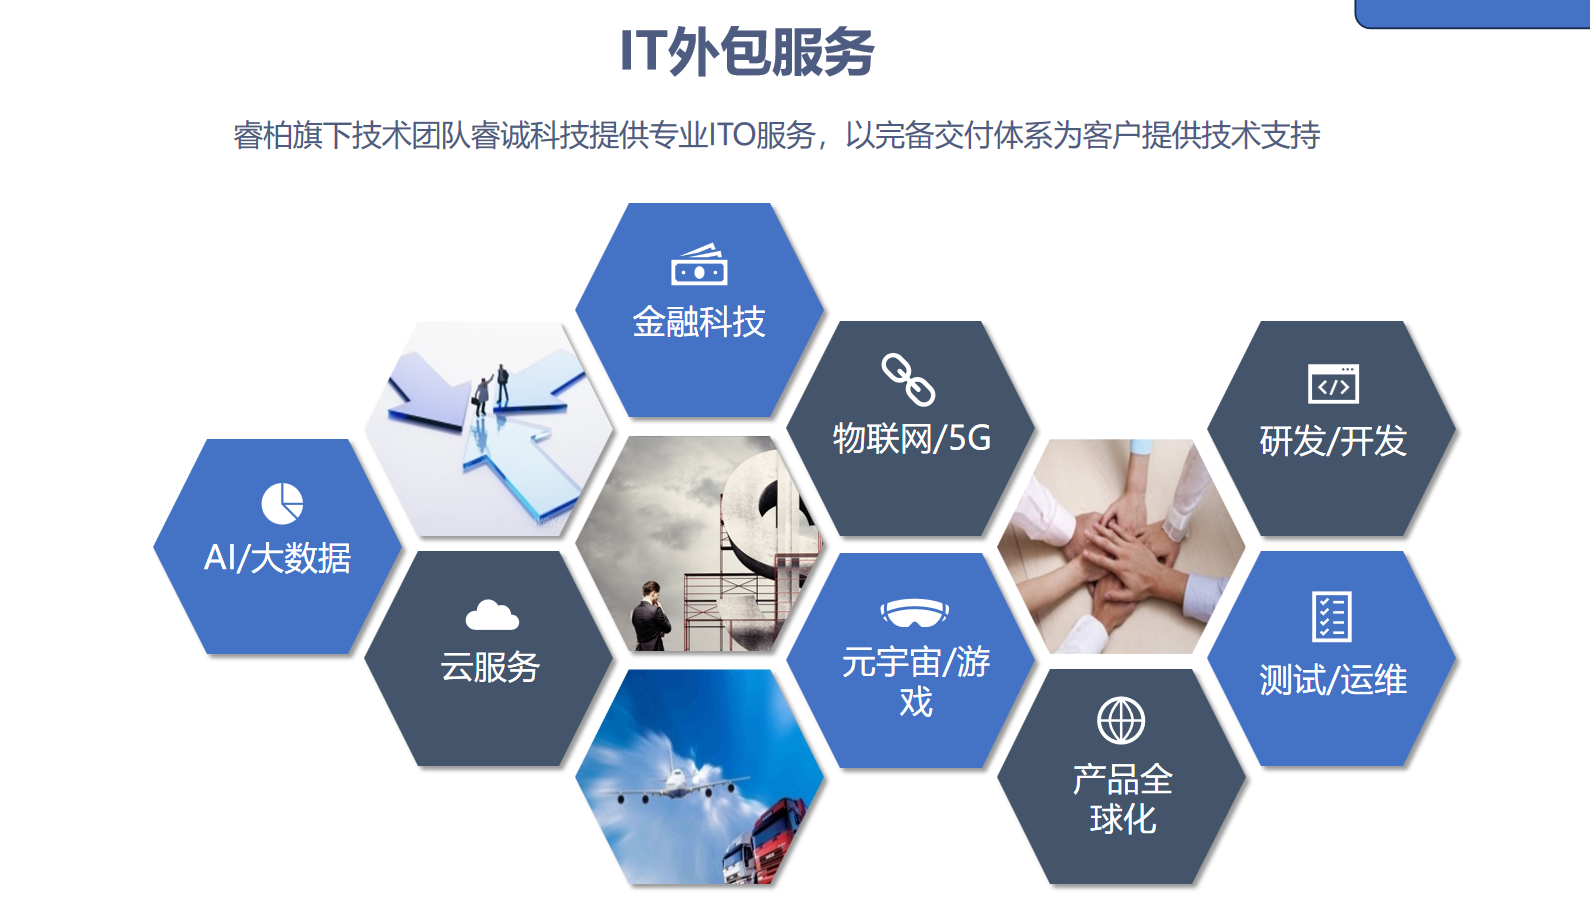 IT外包服务
睿柏旗下技术团队睿诚科技提供专业ITO服务，以完备交付体系为客户提供技术支持
金融科技
物联网/5G
研发/开发
AI/大数据
云服务
元宇宙/游
戏
测试/运维
产品全
球化